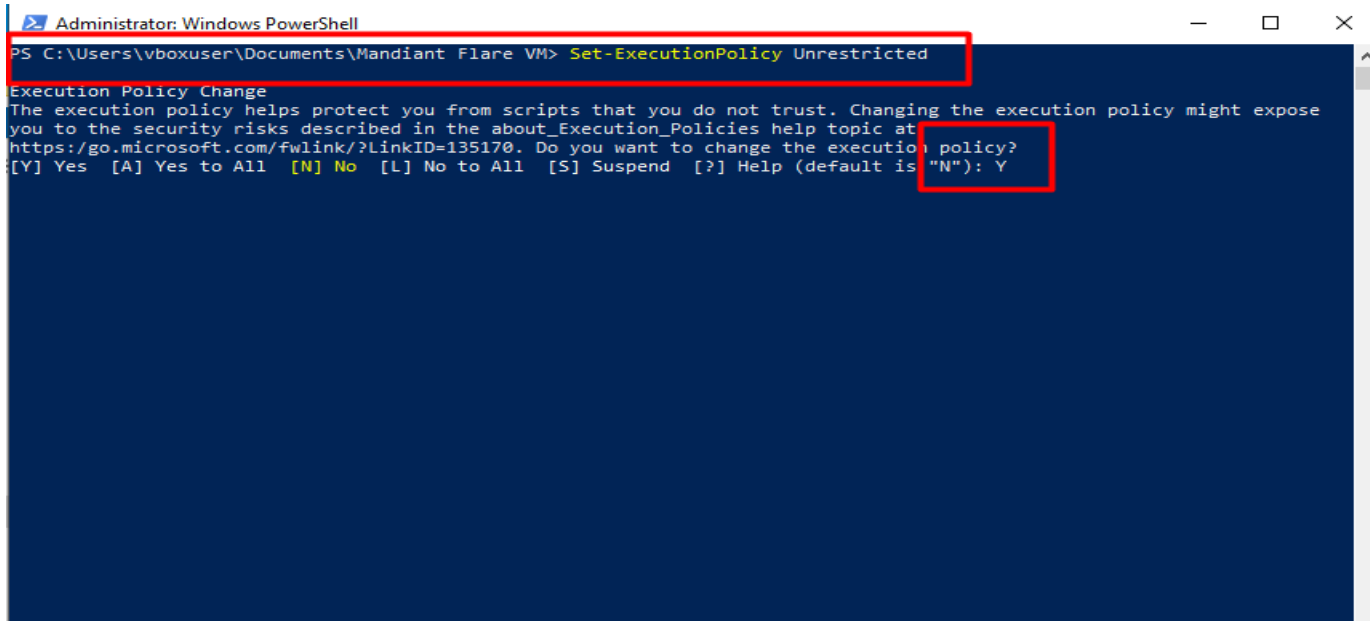 Administrator: Windows PowerShell
PS C:\Users\vboxuser\Documents\Mandiant Flare VM> Set-ExecutionPolicy Unrestricted
Execution Policy Change
The execution policy helps protect you from scripts that you do not trust. Changing the execution policy might expose
you to the security risks described in the about_Execution_Policies help topic at
https:/go.microsoft.com/fwlink/?LinkID=135170. Do you want to change the execution policy?
[Y] Yes  [A] Yes to All  [N] No  [L] No to All  [S] Suspend  [?] Help (default is "N"): Y